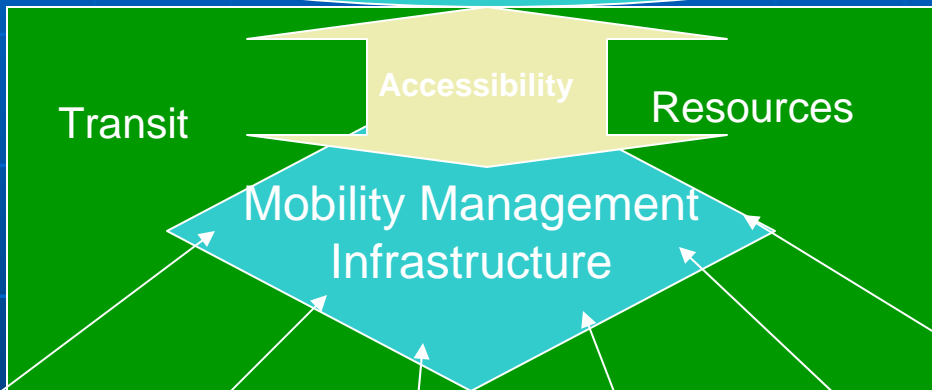 Accessibility
Transit
Resources
Mobility Management
Infrastructure